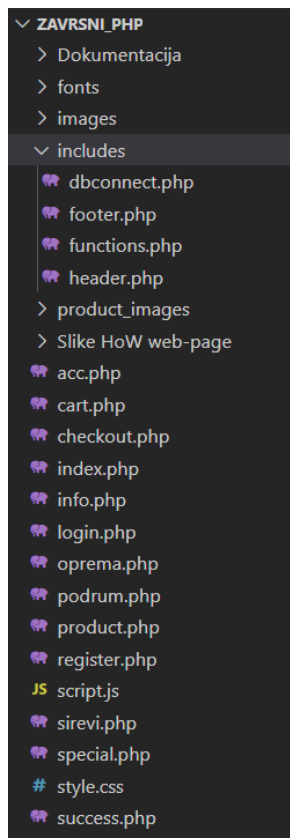 ZAVRSNI_PHP
Dokumentacija
fonts
images
includes
dbconnect.php
footer.php
functions.php
header.php
product_images
Slike HoW web-page
acc.php
cart.php
checkout.php
index.php
info.php
login.php
oprema.php
podrum.php
product.php
register.php
JS script.js
sirevi.php
special.php
# style.css
success.php